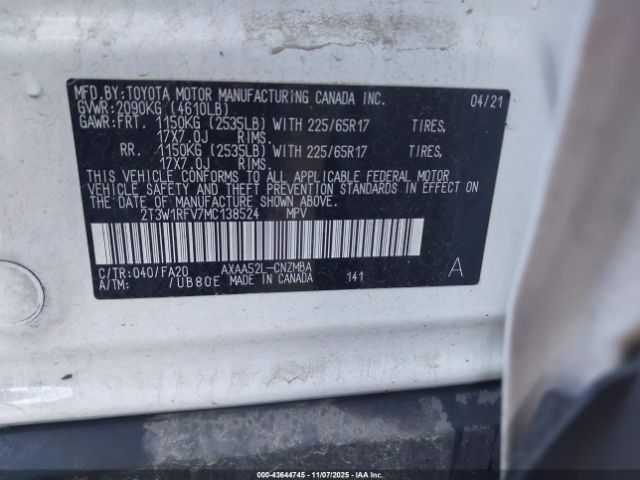 MFD.BY:TOYOTA MOTOR MANUFACTURING CANADA INC. 04/21
GVWR:2090KG (4610LB)
GAWR:FRT. 1150KG (2535LB) WITH 225/65R17 TIRES,
17X7.0J RIMS.
RR. 1150KG (2535LB) WITH 225/65R17 TIRES,
17X7.0J RIMS.
THIS VEHICLE CONFORMS TO ALL APPLICABLE FEDERAL MOTOR
VEHICLE SAFETY AND THEFT PREVENTION STANDARDS IN EFFECT ON
THE DATE OF MANUFACTURE SHOWN ABOVE.
2T3W1RFV7MC138524 MPV
C/TR:040/FA20 AXAA52L-CNZMBA 141 A
A/TM: /UB80E MADE IN CANADA
000-43644745 - 11/07/2025 - IAAI.com